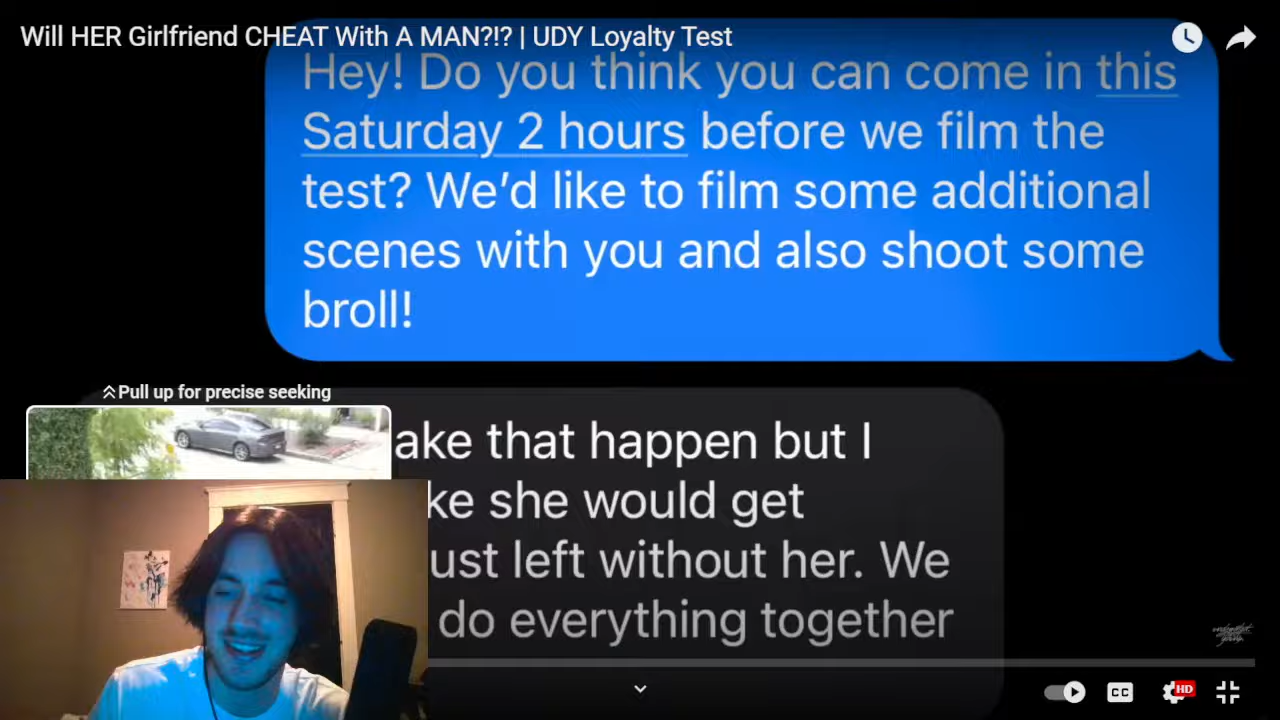 Will HER Girlfriend CHEAT With A MAN?!? | UDY Loyalty Test
Hey! Do you think you can come in this
Saturday 2 hours before we film the
test? We’d like to film some additional
scenes with you and also shoot some
broll!
Pull up for precise seeking
ake that happen but I
ke she would get
ust left without her. We
do everything together
CC
HD